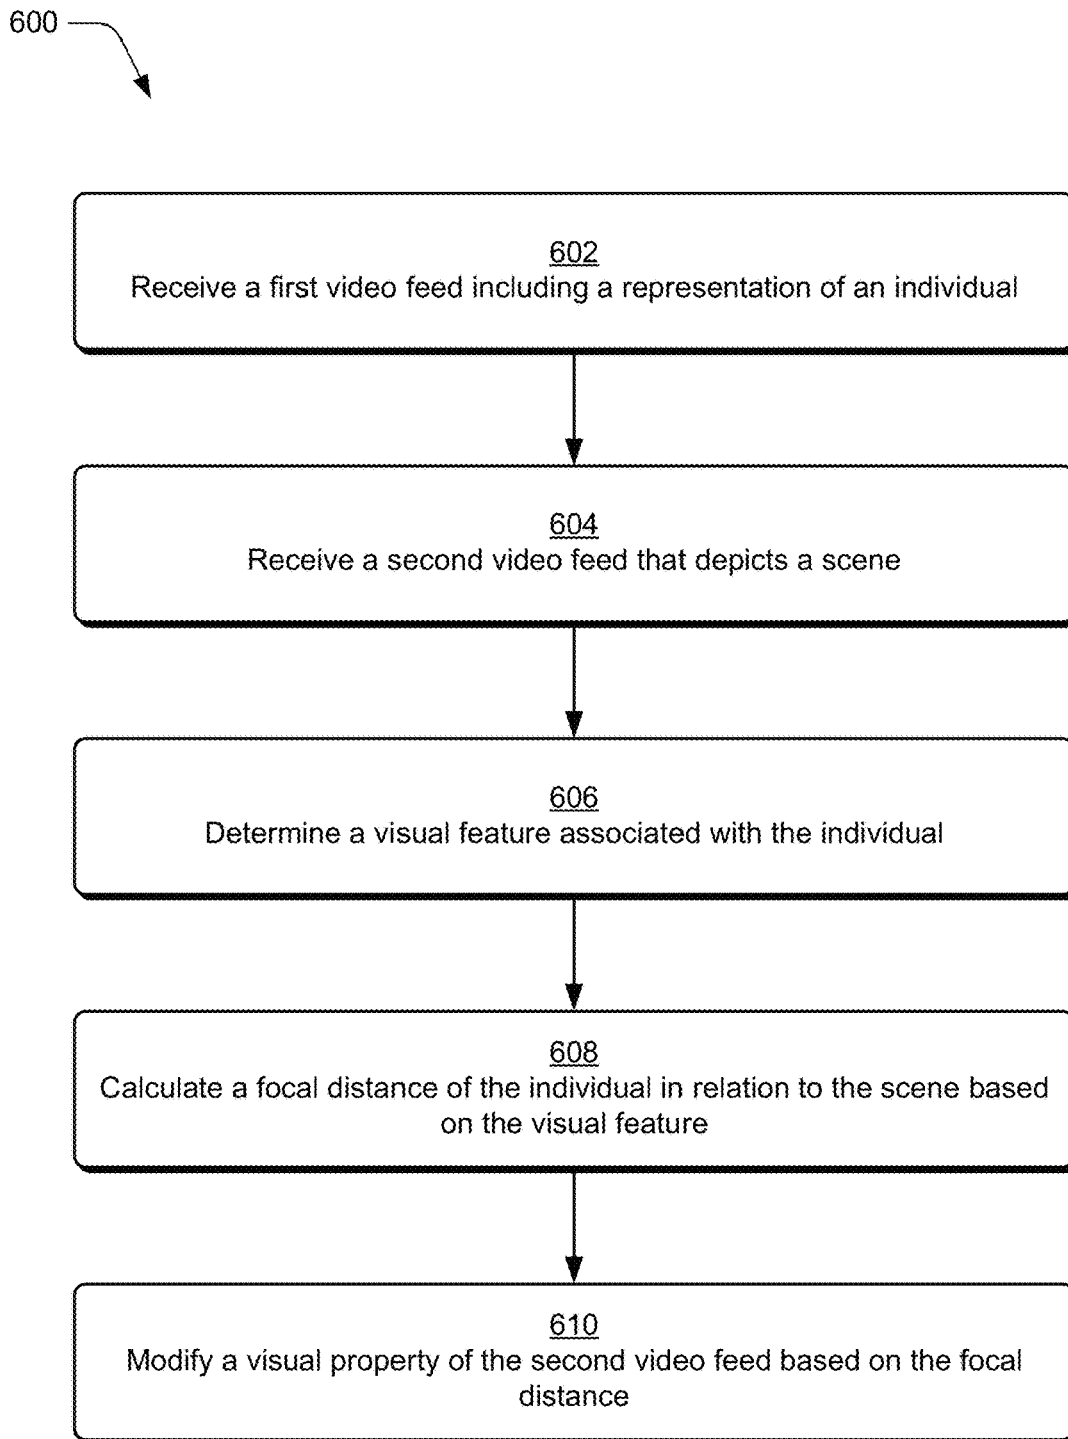 600
602
Receive a first video feed including a representation of an individual
604
Receive a second video feed that depicts a scene
606
Determine a visual feature associated with the individual
608
Calculate a focal distance of the individual in relation to the scene based
on the visual feature
610
Modify a visual property of the second video feed based on the focal
distance